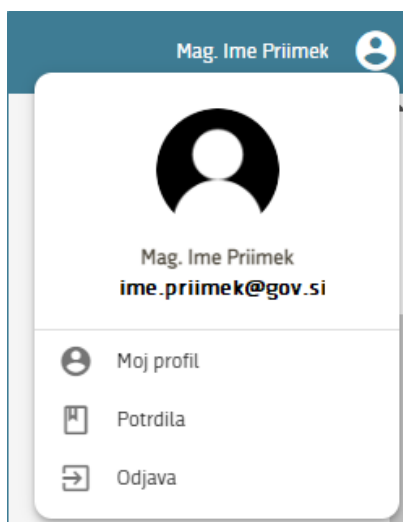 Mag. Ime Priimek
Mag. Ime Priimek
ime.priimek@gov.si
Moj profil
Potrdila
Odjava